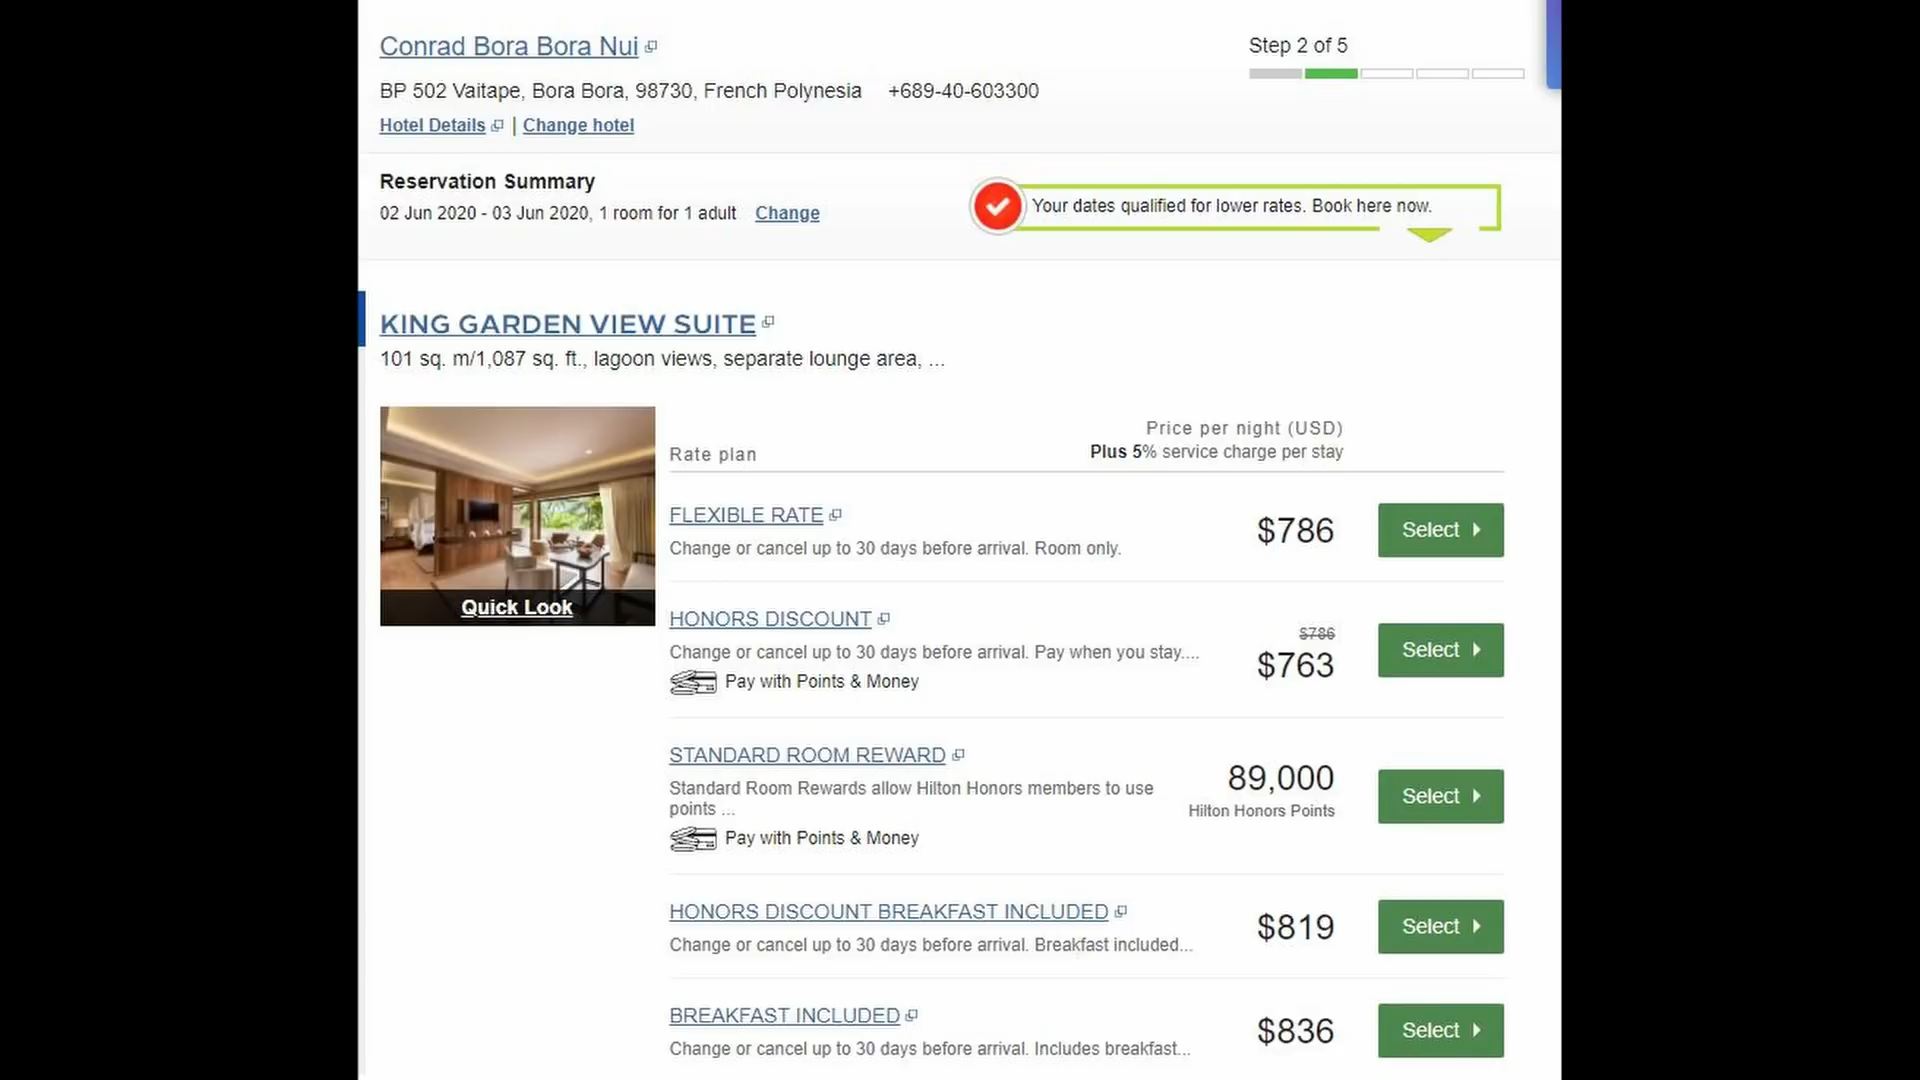 Conrad Bora Bora Nui
Step 2 of 5
BP 502 Vaitape, Bora Bora, 98730, French Polynesia +689-40-603300
Hotel Details | Change hotel
Reservation Summary
02 Jun 2020 - 03 Jun 2020, 1 room for 1 adult Change
Your dates qualified for lower rates. Book here now.
KING GARDEN VIEW SUITE
101 sq. m/1,087 sq. ft., lagoon views, separate lounge area, ...
Quick Look
Rate plan
Price per night (USD)
Plus 5% service charge per stay
FLEXIBLE RATE
Change or cancel up to 30 days before arrival. Room only.
$786
Select
HONORS DISCOUNT
Change or cancel up to 30 days before arrival. Pay when you stay....
Pay with Points & Money
$786
$763
Select
STANDARD ROOM REWARD
Standard Room Rewards allow Hilton Honors members to use
points ...
Pay with Points & Money
89,000
Hilton Honors Points
Select
HONORS DISCOUNT BREAKFAST INCLUDED
Change or cancel up to 30 days before arrival. Breakfast included...
$819
Select
BREAKFAST INCLUDED
Change or cancel up to 30 days before arrival. Includes breakfast...
$836
Select